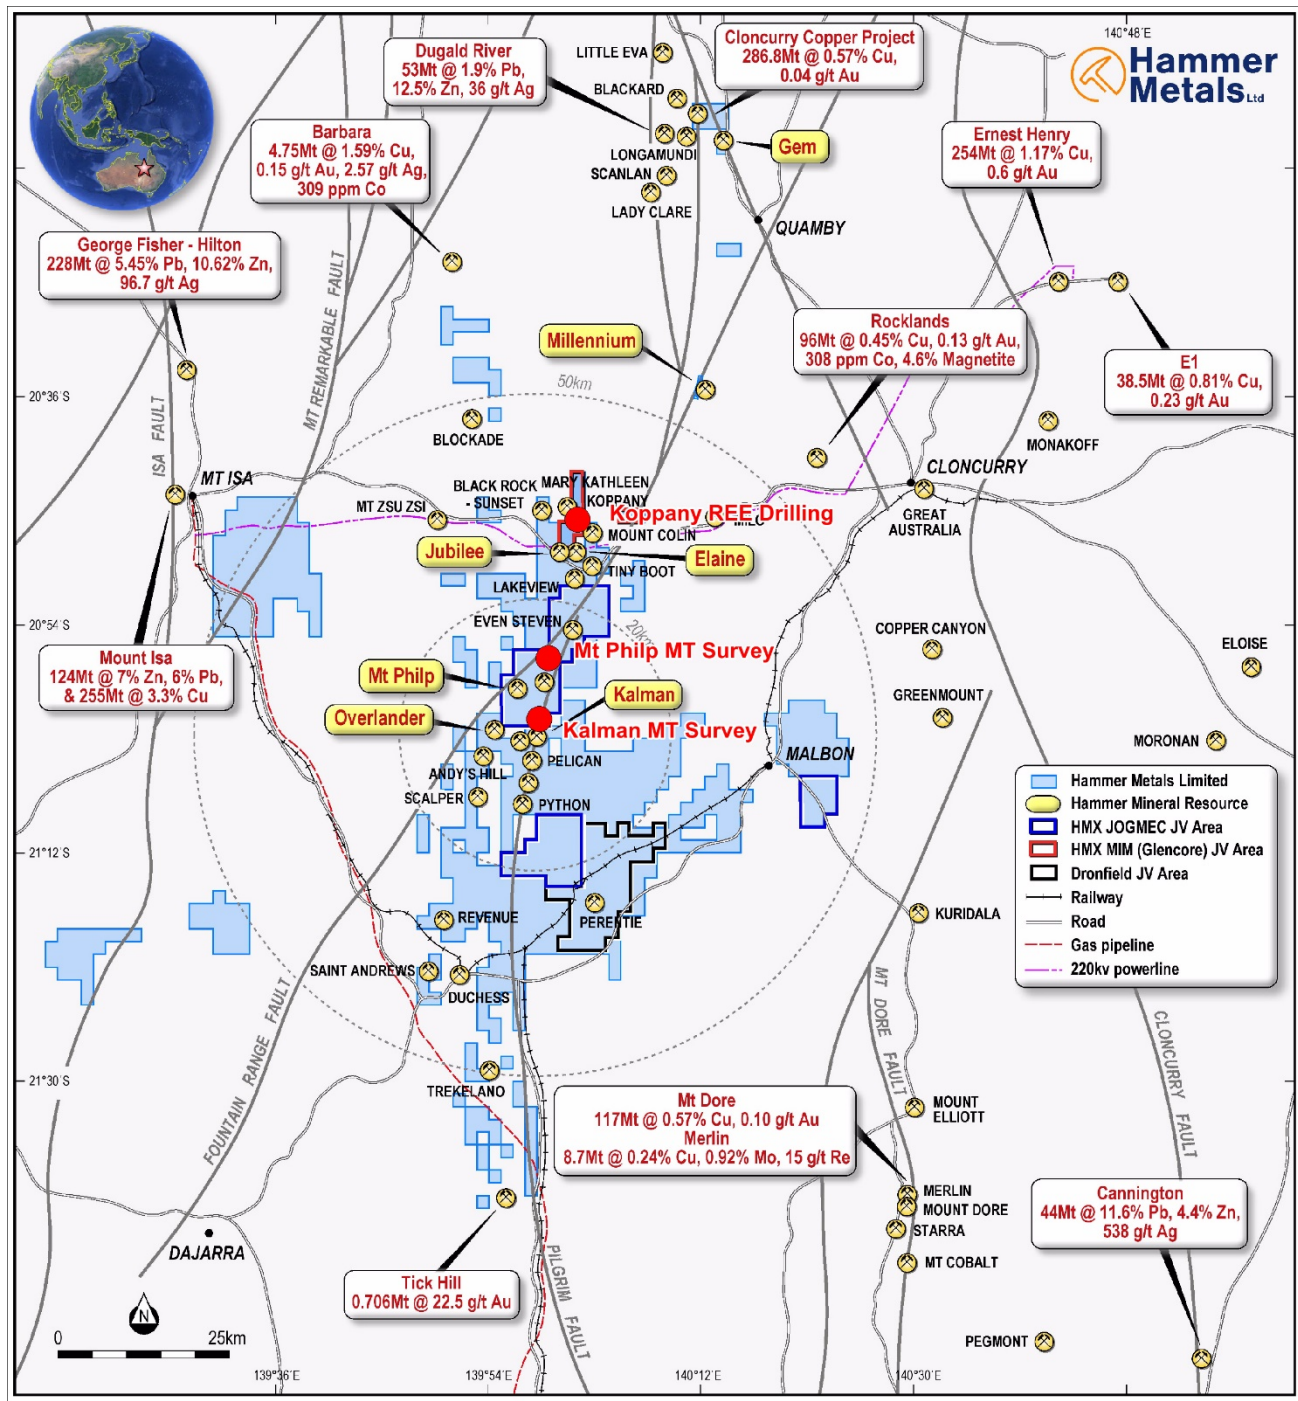 140°48´E
Hammer
Metals Ltd
LITTLE EVA
Dugald River
53Mt @ 1.9% Pb,
12.5% Zn, 36 g/t Ag
Cloncurry Copper Project
286.8Mt @ 0.57% Cu,
0.04 g/t Au
BLACKARD
Barbara
4.75Mt @ 1.59% Cu,
0.15 g/t Au, 2.57 g/t Ag,
309 ppm Co
LONGAMUNDI
Gem
Ernest Henry
254Mt @ 1.17% Cu,
0.6 g/t Au
SCANLAN
LADY CLARE
QUAMBY
George Fisher - Hilton
228Mt @ 5.45% Pb, 10.62% Zn,
96.7 g/t Ag
MT REMARKABLE FAULT
Millennium
Rocklands
96Mt @ 0.45% Cu, 0.13 g/t Au,
308 ppm Co, 4.6% Magnetite
E1
38.5Mt @ 0.81% Cu,
0.23 g/t Au
50km
20°36´S
ISA FAULT
BLOCKADE
MONAKOFF
MT ISA
CLONCURRY
BLACK ROCK
- SUNSET
MARY KATHLEEN
KOPPANY
MT ZSU ZSI
Koppany REE Drilling
GREAT
AUSTRALIA
MOUNT COLIN
Jubilee
Elaine
TINY BOOT
LAKEVIEW
20°54´S
EVEN STEVEN
20km
COPPER CANYON
ELOISE
Mount Isa
124Mt @ 7% Zn, 6% Pb,
& 255Mt @ 3.3% Cu
Mt Philp MT Survey
Mt Philp
Kalman
GREENMOUNT
Overlander
Kalman MT Survey
MORONAN
MALBON
PELICAN
ANDY'S HILL
SCALPER
PYTHON
Hammer Metals Limited
Hammer Mineral Resource
HMX JOGMEC JV Area
HMX MIM (Glencore) JV Area
Dronfield JV Area
Railway
Road
Gas pipeline
220kv powerline
21°12´S
REVENUE
PERENTIE
KURIDALA
SAINT ANDREWS
DUCHESS
MT DORE FAULT
CLONCURRY FAULT
FOUNTAIN RANGE FAULT
21°30´S
TREKELANO
Mt Dore
117Mt @ 0.57% Cu, 0.10 g/t Au
Merlin
8.7Mt @ 0.24% Cu, 0.92% Mo, 15 g/t Re
MOUNT
ELLIOTT
MERLIN
MOUNT DORE
STARRA
MT COBALT
Cannington
44Mt @ 11.6% Pb, 4.4% Zn,
538 g/t Ag
DAJARRA
Tick Hill
0.706Mt @ 22.5 g/t Au
PILGRIM FAULT
N
0 25km
PEGMONT
139°36´E
139°54´E
140°12´E
140°30´E